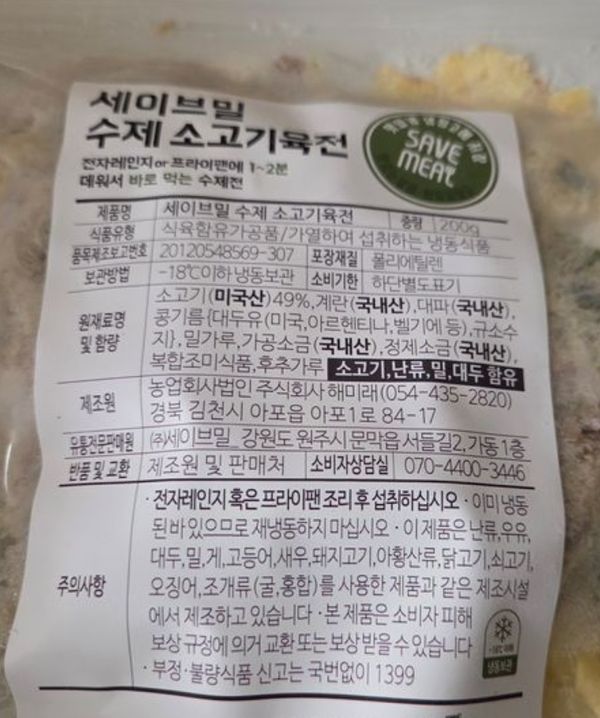 세이브밀
수제 소고기육전
전자레인지 or 프라이팬에 1~2분
데워서 바로 먹는 수제전
SAVE
MEAL
제품명 세이브밀 수제 소고기육전 중량 200g
식품유형 식육함유가공품/가열하여 섭취하는 냉동식품
품목제조보고번호 20120548569-307 포장재질 폴리에틸렌
보관방법 -18℃이하 냉동보관 소비기한 하단별도표기
원재료명 및 함량
소고기(미국산)49%,계란(국내산),대파(국내산),
콩기름{대두유(미국,아르헨티나,벨기에 등),규소수
지},밀가루,가공소금(국내산),정제소금(국내산),
복합조미식품,후추가루 소고기,난류,밀,대두 함유
제조원 농업회사법인 주식회사 해미래(054-435-2820)
경북 김천시 아포읍 아포1로 84-17
유통전문판매원 (주)세이브밀_강원도 원주시 문막읍 서들길2,가동 1층
반품 및 교환 제조원 및 판매처 소비자상담실 070-4400-3446
주의사항
· 전자레인지 혹은 프라이팬 조리 후 섭취하십시오 · 이미 냉동
된 바 있으므로 재냉동하지 마십시오 · 이 제품은 난류,우유,
대두,밀,게,고등어,새우,돼지고기,아황산류,닭고기,쇠고기,
오징어,조개류(굴,홍합)를 사용한 제품과 같은 제조시설
에서 제조하고 있습니다 · 본 제품은 소비자 피해
보상 규정에 의거 교환 또는 보상받을 수 있습니다
· 부정·불량식품 신고는 국번없이 1399
냉동보관